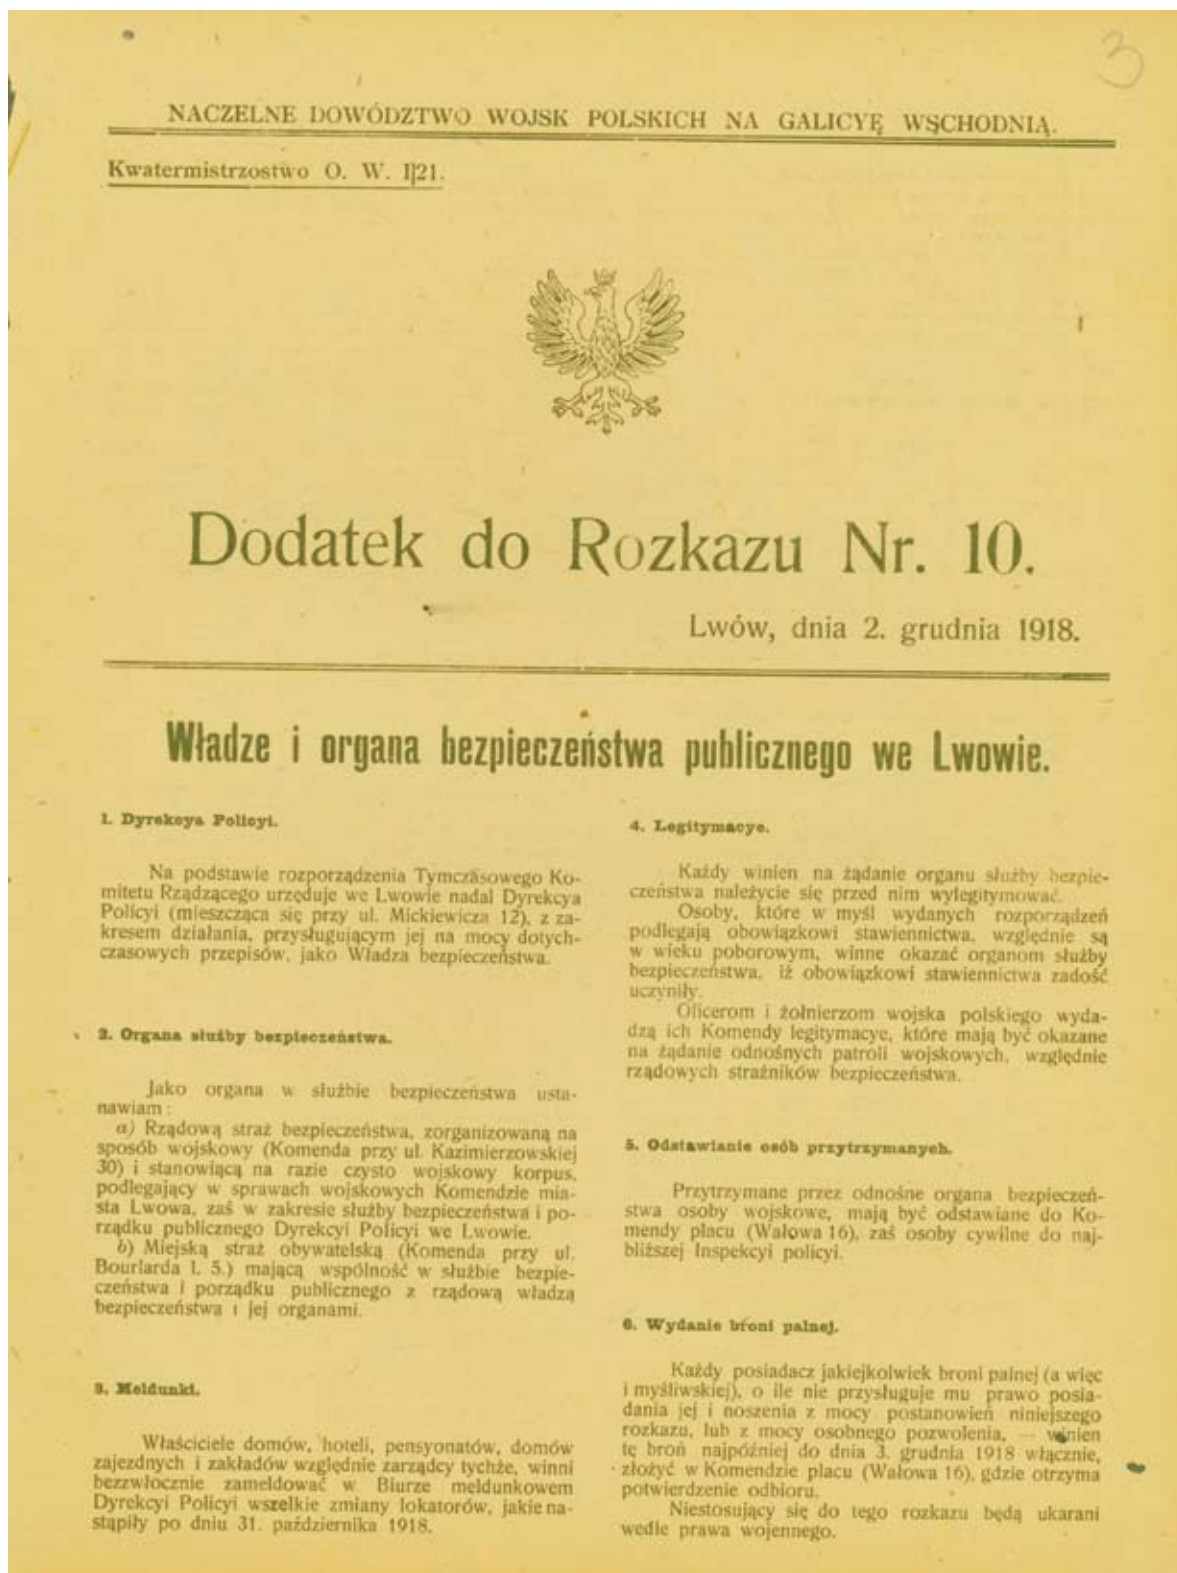 3
NACZELNE DOWÓDZTWO WOJSK POLSKICH NA GALICYĘ WSCHODNIĄ.
Kwatermistrzostwo O. W. I|21.
Dodatek do Rozkazu Nr. 10.
Lwów, dnia 2. grudnia 1918.
Władze i organa bezpieczeństwa publicznego we Lwowie.
1. Dyrekcya Policyi.
Na podstawie rozporządzenia Tymczasowego Ko-
mitetu Rządzącego urzęduje we Lwowie nadal Dyrekcya
Policyi (mieszcząca się przy ul. Mickiewicza 12), z za-
kresem działania, przysługującym jej na mocy dotych-
czasowych przepisów, jako Władza bezpieczeństwa.
2. Organa służby bezpieczeństwa.
Jako organa w służbie bezpieczeństwa usta-
nawiam :
a) Rządową straż bezpieczeństwa, zorganizowaną na
sposób wojskowy (Komenda przy ul. Kazimierzowskiej
30) i stanowiącą na razie czysto wojskowy korpus,
podlegający w sprawach wojskowych Komendzie mia-
sta Lwowa, zaś w zakresie służby bezpieczeństwa i po-
rządku publicznego Dyrekcyi Policyi we Lwowie.
b) Miejską straż obywatelską (Komenda przy ul.
Bourlarda l. 5.) mającą wspólność w służbie bezpie-
czeństwa i porządku publicznego z rządową władzą
bezpieczeństwa i jej organami.
3. Meldunki.
Właściciele domów, hoteli, pensyonatów, domów
zajezdnych i zakładów względnie zarządcy tychże, winni
bezzwłocznie zameldować w Biurze meldunkowem
Dyrekcyi Policyi wszelkie zmiany lokatorów, jakie na-
stąpiły po dniu 31. października 1918.
4. Legitymacye.
Każdy winien na żądanie organu służby bezpie-
czeństwa należycie się przed nim wylegitymować.
Osoby, które w myśl wydanych rozporządzeń
podlegają obowiązkowi stawiennictwa, względnie są
w wieku poborowym, winne okazać organom służby
bezpieczeństwa, iż obowiązkowi stawiennictwa zadość
uczyniły.
Oficerom i żołnierzom wojska polskiego wyda-
dzą ich Komendy legitymacye, które mają być okazane
na żądanie odnośnych patroli wojskowych, względnie
rządowych strażników bezpieczeństwa.
5. Odstawianie osób przytrzymanych.
Przytrzymane przez odnośne organa bezpieczeń-
stwa osoby wojskowe, mają być odstawiane do Ko-
mendy placu (Wałowa 16), zaś osoby cywilne do naj-
bliższej Inspekcyi policyi.
6. Wydanie broni palnej.
Każdy posiadacz jakiejkolwiek broni palnej (a więc
i myśliwskiej), o ile nie przysługuje mu prawo posia-
dania jej i noszenia z mocy postanowień niniejszego
rozkazu, lub z mocy osobnego pozwolenia, — winien
tę broń najpóźniej do dnia 3. grudnia 1918 włącznie,
złożyć w Komendzie placu (Wałowa 16), gdzie otrzyma
potwierdzenie odbioru.
Niestosujący się do tego rozkazu będą ukarani
wedle prawa wojennego.